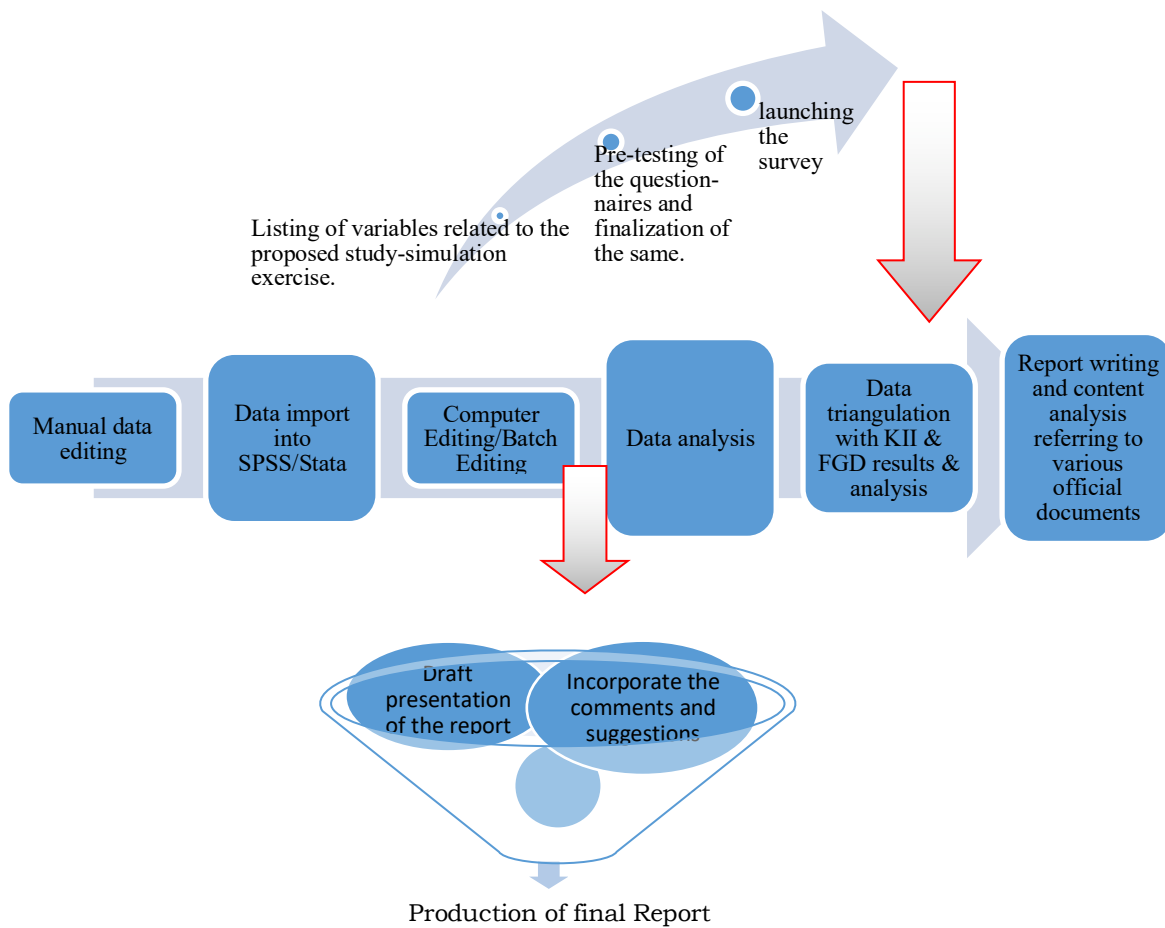 launching
the
survey
Pre-testing of
the question-
naires and
finalization of
the same.
Listing of variables related to the
proposed study-simulation
exercise.
Manual data
editing
Data import
into
SPSS/Stata
Computer
Editing/Batch
Editing
Data analysis
Data
triangulation
with KII &
FGD results &
analysis
Report writing
and content
analysis
referring to
various
official
documents
Draft
presentation
of the report
Incorporate the
comments and
suggestions
Production of final Report